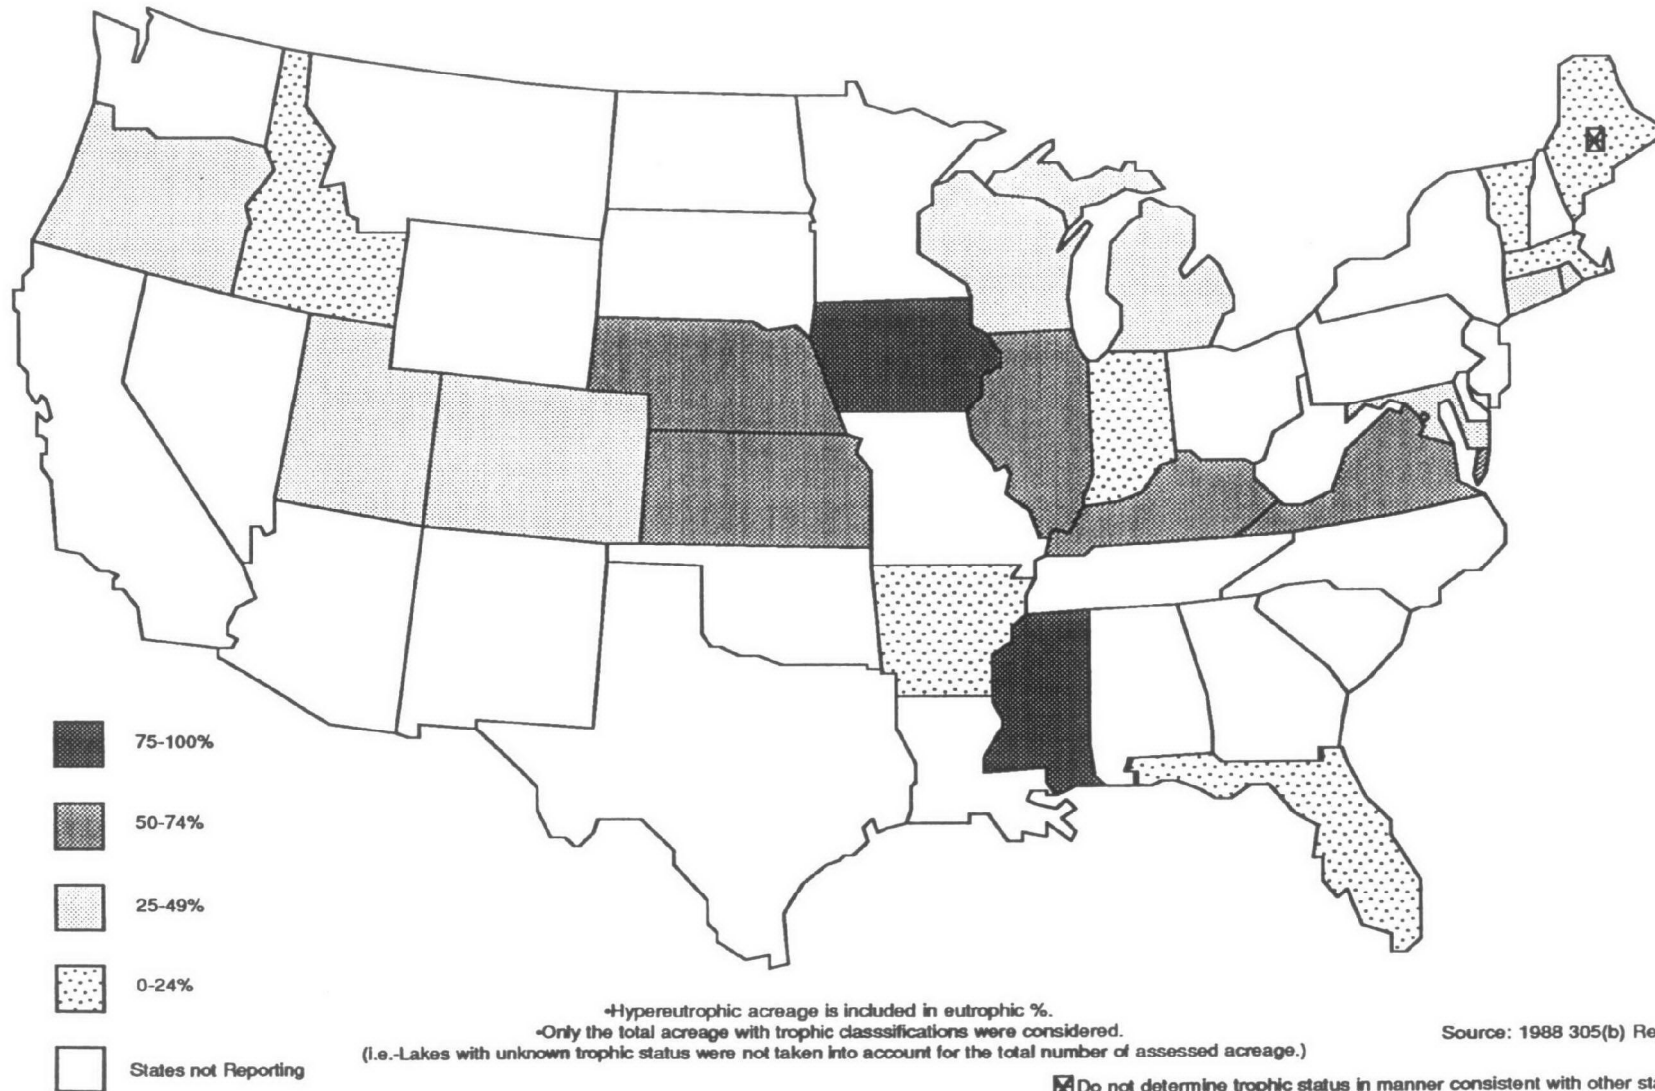 75-100%
50-74%
25-49%
0-24%
States not Reporting
•Hypereutrophic acreage is included in eutrophic %.
•Only the total acreage with trophic classsifications were considered.
(i.e.-Lakes with unknown trophic status were not taken into account for the total number of assessed acreage.)
Source: 1988 305(b) Re
Do not determine trophic status in manner consistent with other sta